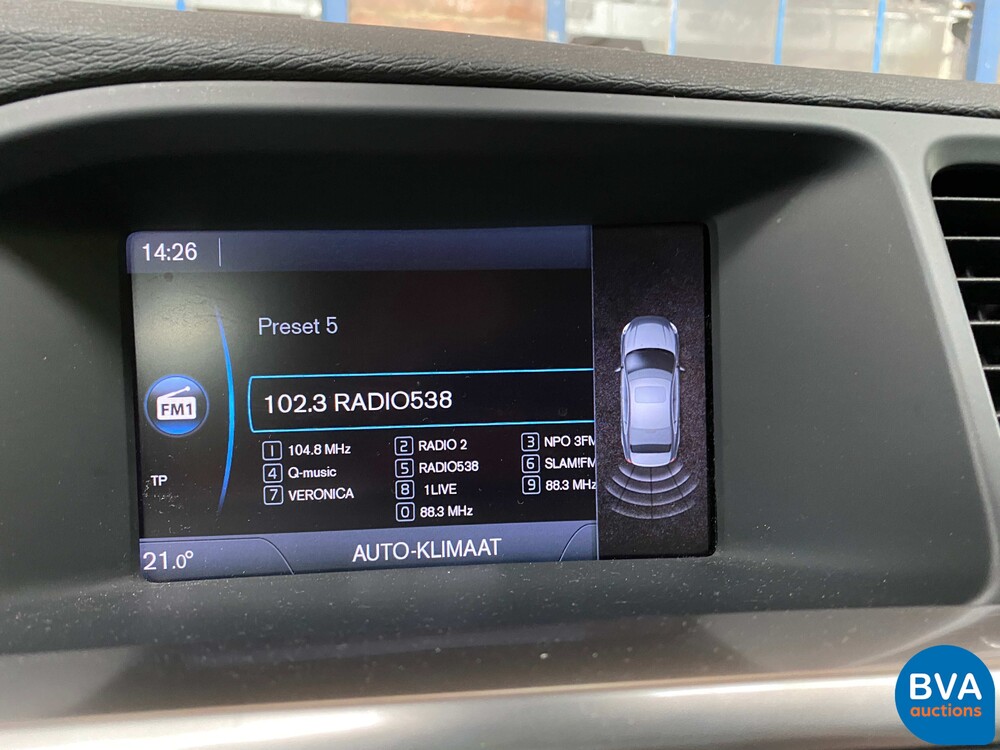 14:26
Preset 5
FM1
102.3 RADIO538
1 104.8 MHz 2 RADIO 2 3 NPO 3FM
4 Q-music 5 RADIO538 6 SLAM!FM
7 VERONICA 8 1LIVE 9 88.3 MHz
0 88.3 MHz
TP
21.0° AUTO-KLIMAAT
BVA
auctions